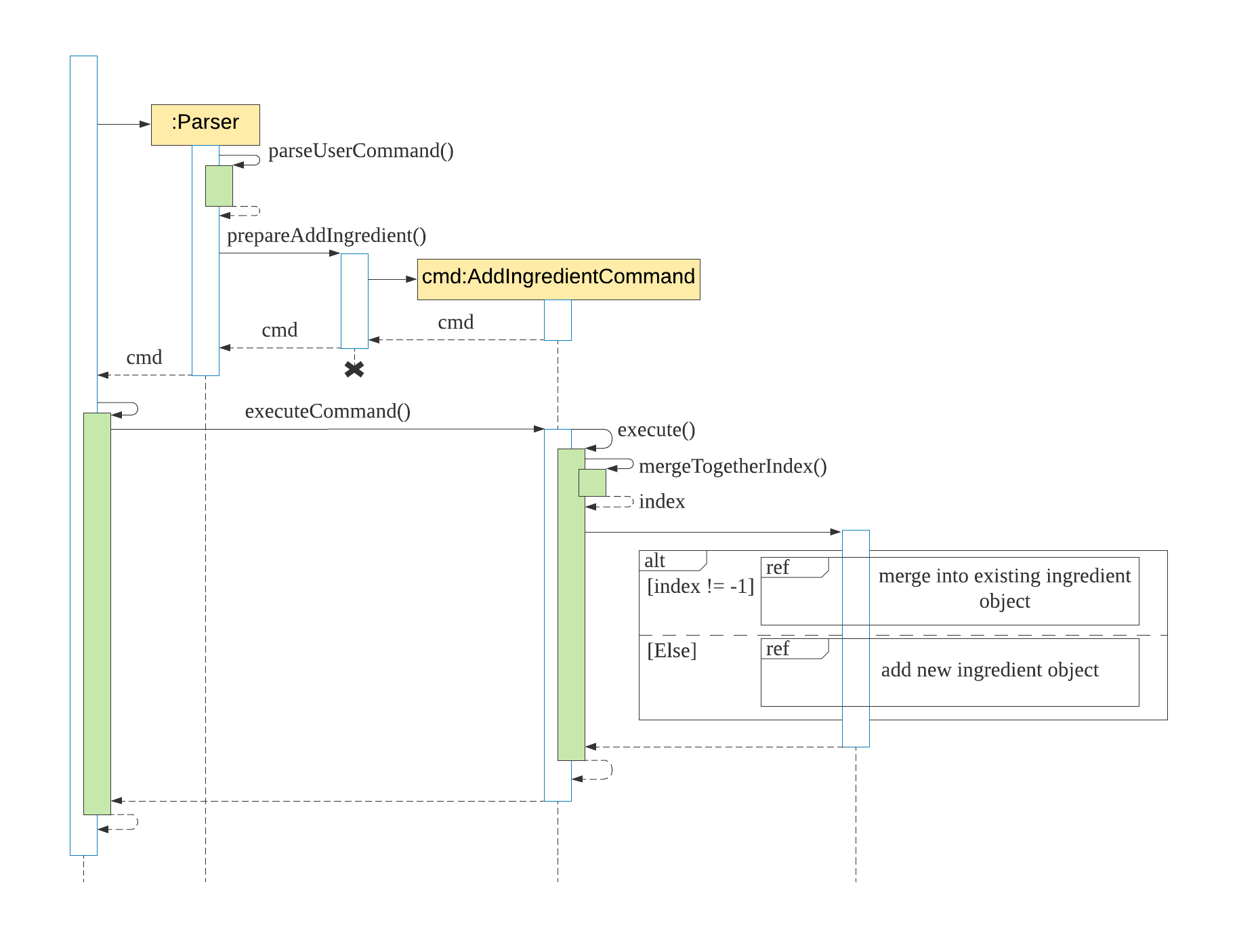 :Parser
parseUserCommand()
prepareAddIngredient()
cmd:AddIngredientCommand
cmd
cmd
cmd
executeCommand()
execute()
mergeTogetherIndex()
index
alt
ref
[index != -1]
merge into existing ingredient
object
[Else]
ref
add new ingredient object